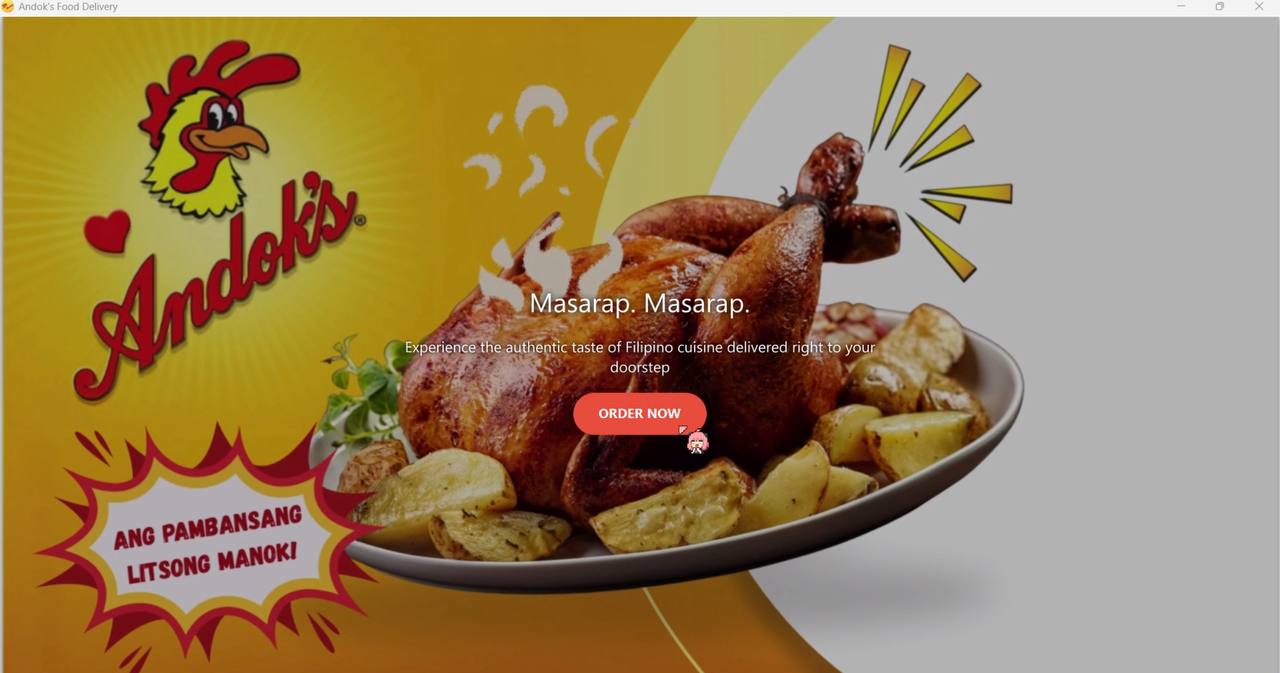 Andok's Food Delivery
Andok's®
Masarap. Masarap.
Experience the authentic taste of Filipino cuisine delivered right to your
doorstep
ORDER NOW
ANG PAMBANSANG
LITSONG MANOK!